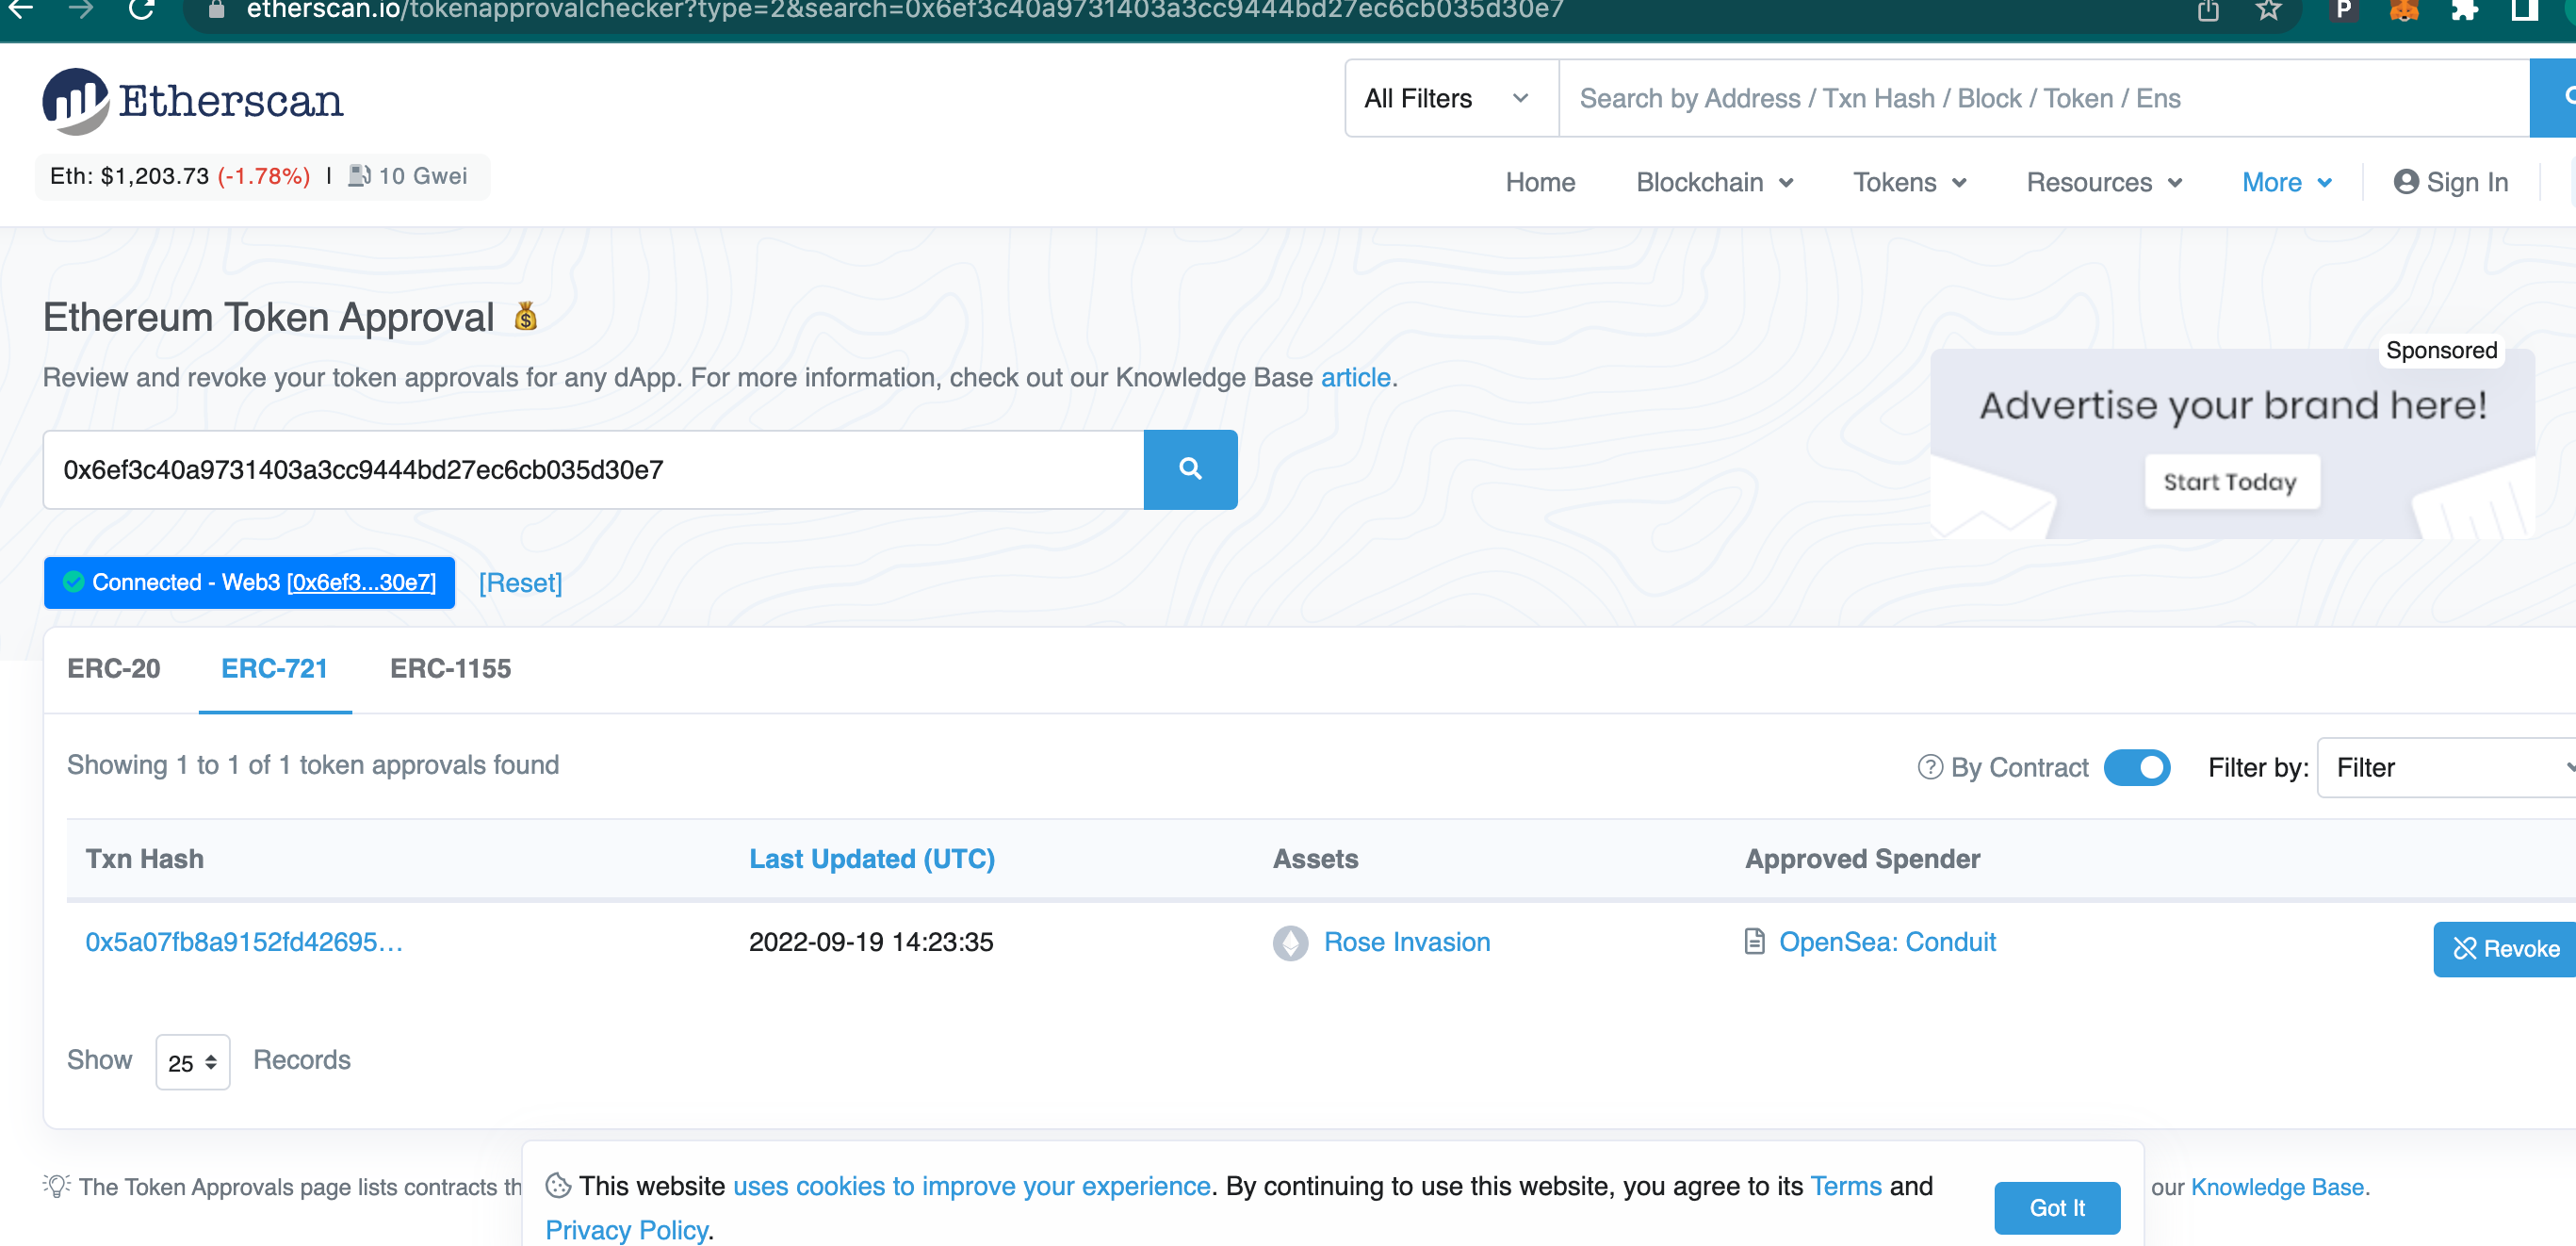 etherscan.io/tokenapprovalchecker?type=2&search=0x6ef3c40a9731403a3cc9444bd27ec6cb035d30e7
P
Etherscan
All Filters
Search by Address / Txn Hash / Block / Token / Ens
Eth: $1,203.73 (-1.78%) | 10 Gwei
Home Blockchain Tokens Resources More Sign In
Ethereum Token Approval
Review and revoke your token approvals for any dApp. For more information, check out our Knowledge Base article.
Sponsored
Advertise your brand here!
Start Today
0x6ef3c40a9731403a3cc9444bd27ec6cb035d30e7
Connected - Web3 [0x6ef3...30e7] [Reset]
ERC-20 ERC-721 ERC-1155
Showing 1 to 1 of 1 token approvals found
By Contract Filter by: Filter
Txn Hash Last Updated (UTC) Assets Approved Spender
0x5a07fb8a9152fd42695... 2022-09-19 14:23:35 Rose Invasion OpenSea: Conduit Revoke
Show 25 Records
The Token Approvals page lists contracts th
our Knowledge Base.
This website uses cookies to improve your experience. By continuing to use this website, you agree to its Terms and
Privacy Policy.
Got It